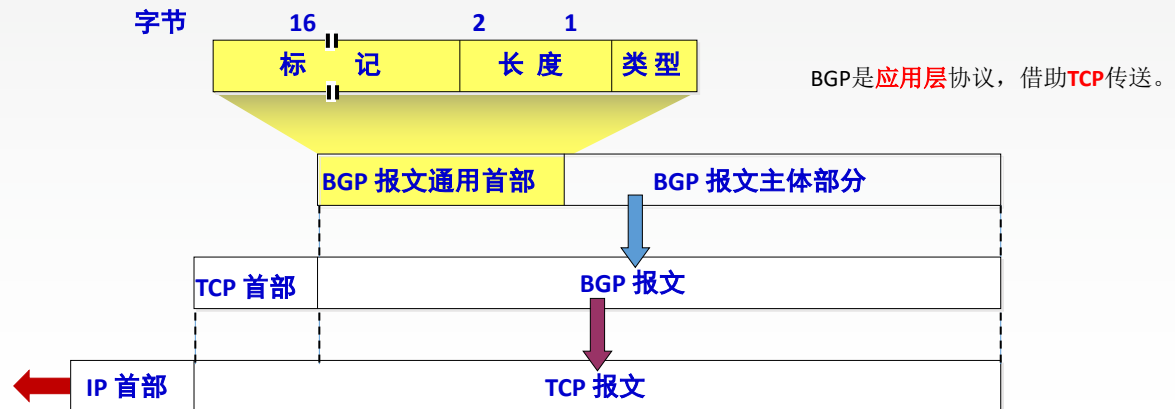 字节 16 2 1
标 记 长 度 类 型
BGP是应用层协议，借助TCP传送。
BGP 报文通用首部 BGP 报文主体部分
TCP 首部 BGP 报文
IP 首部 TCP 报文